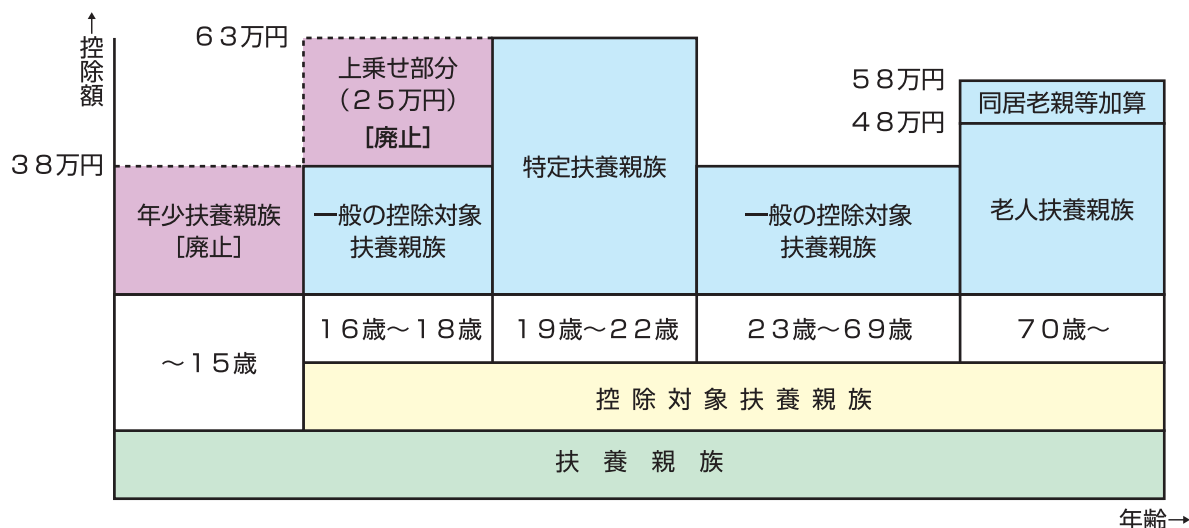 ↑控除額
63万円
38万円
上乗せ部分
(25万円)
[廃止]
年少扶養親族
[廃止]
一般の控除対象
扶養親族
特定扶養親族
一般の控除対象
扶養親族
58万円
48万円
同居老親等加算
老人扶養親族
~15歳
16歳~18歳
19歳~22歳
23歳~69歳
70歳~
控除対象扶養親族
扶養親族
年齢→